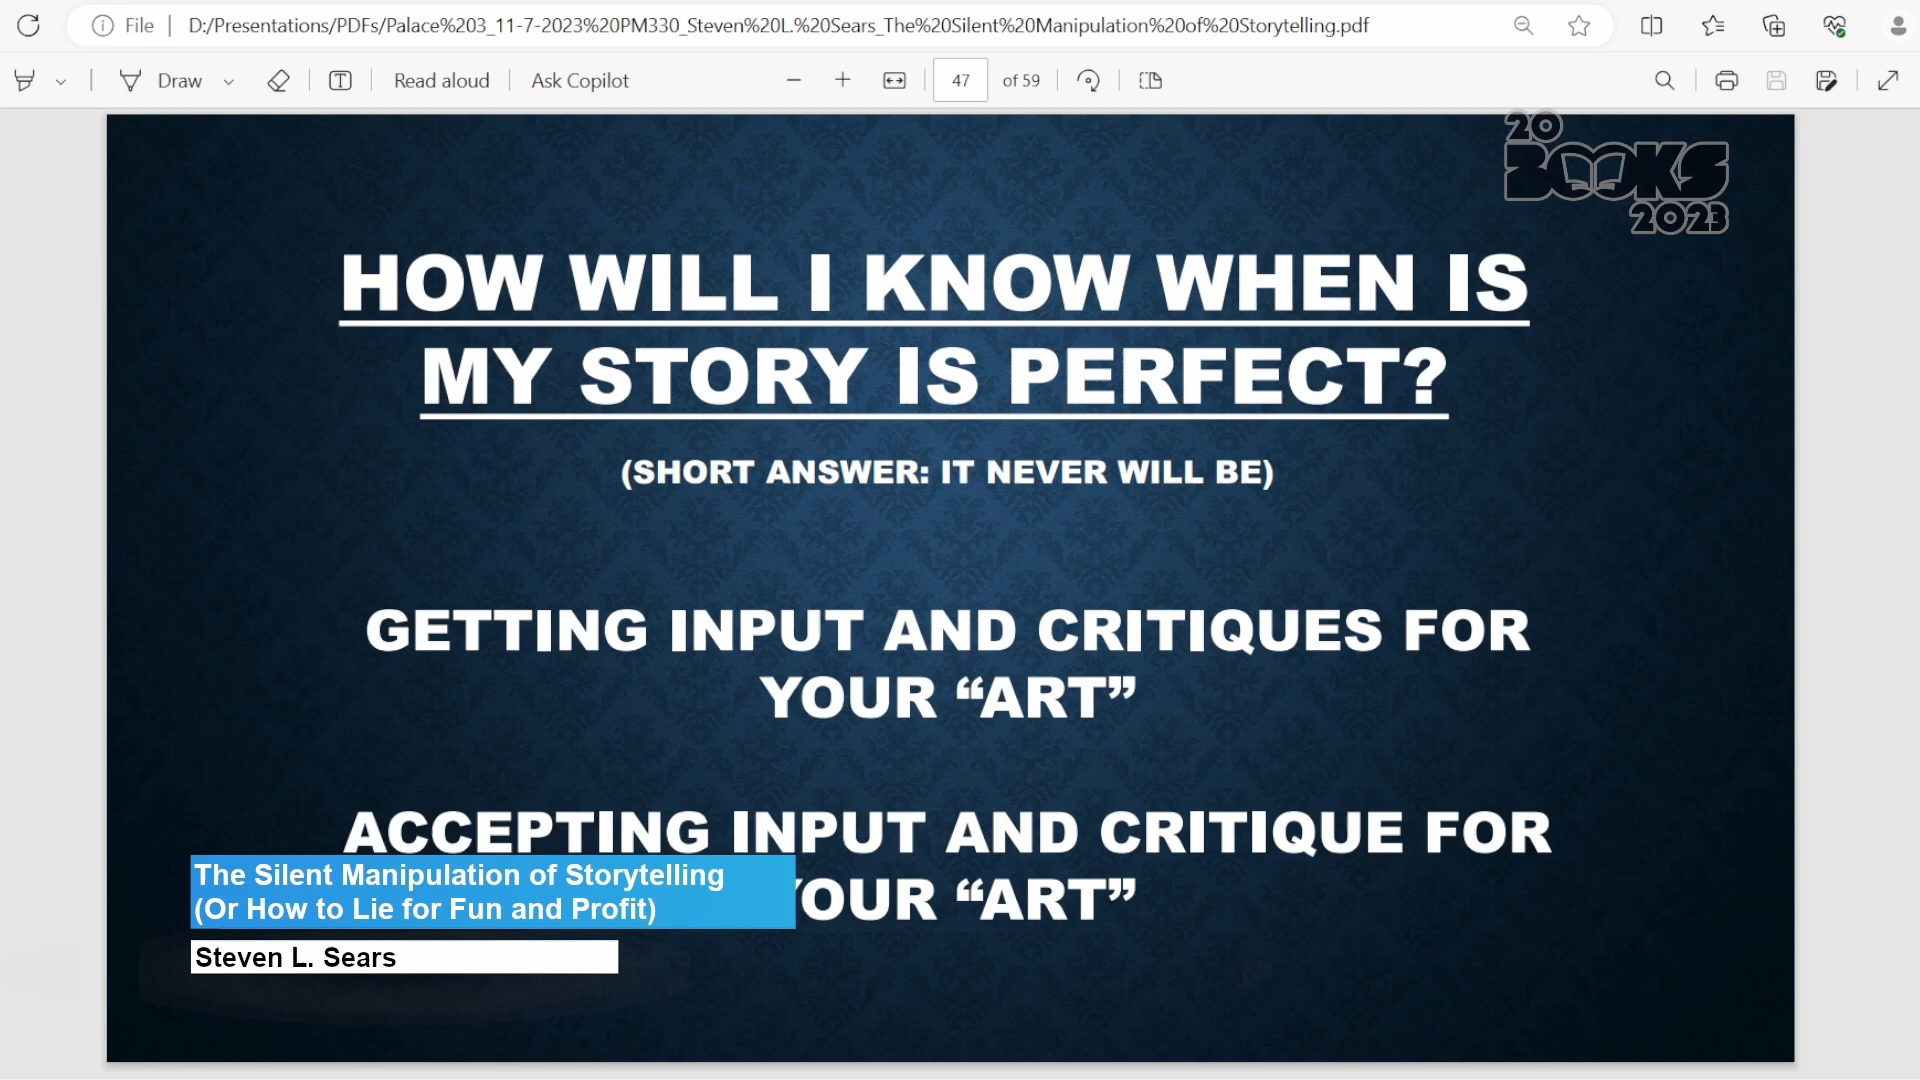 File | D:/Presentations/PDFs/Palace%203_11-7-2023%20PM330_Steven%20L.%20Sears_The%20Silent%20Manipulation%20of%20Storytelling.pdf
Draw Read aloud Ask Copilot 47 of 59
20
BOOKS
2023
HOW WILL I KNOW WHEN IS
MY STORY IS PERFECT?
(SHORT ANSWER: IT NEVER WILL BE)
GETTING INPUT AND CRITIQUES FOR
YOUR “ART”
ACCEPTING INPUT AND CRITIQUE FOR
YOUR “ART”
The Silent Manipulation of Storytelling
(Or How to Lie for Fun and Profit)
Steven L. Sears